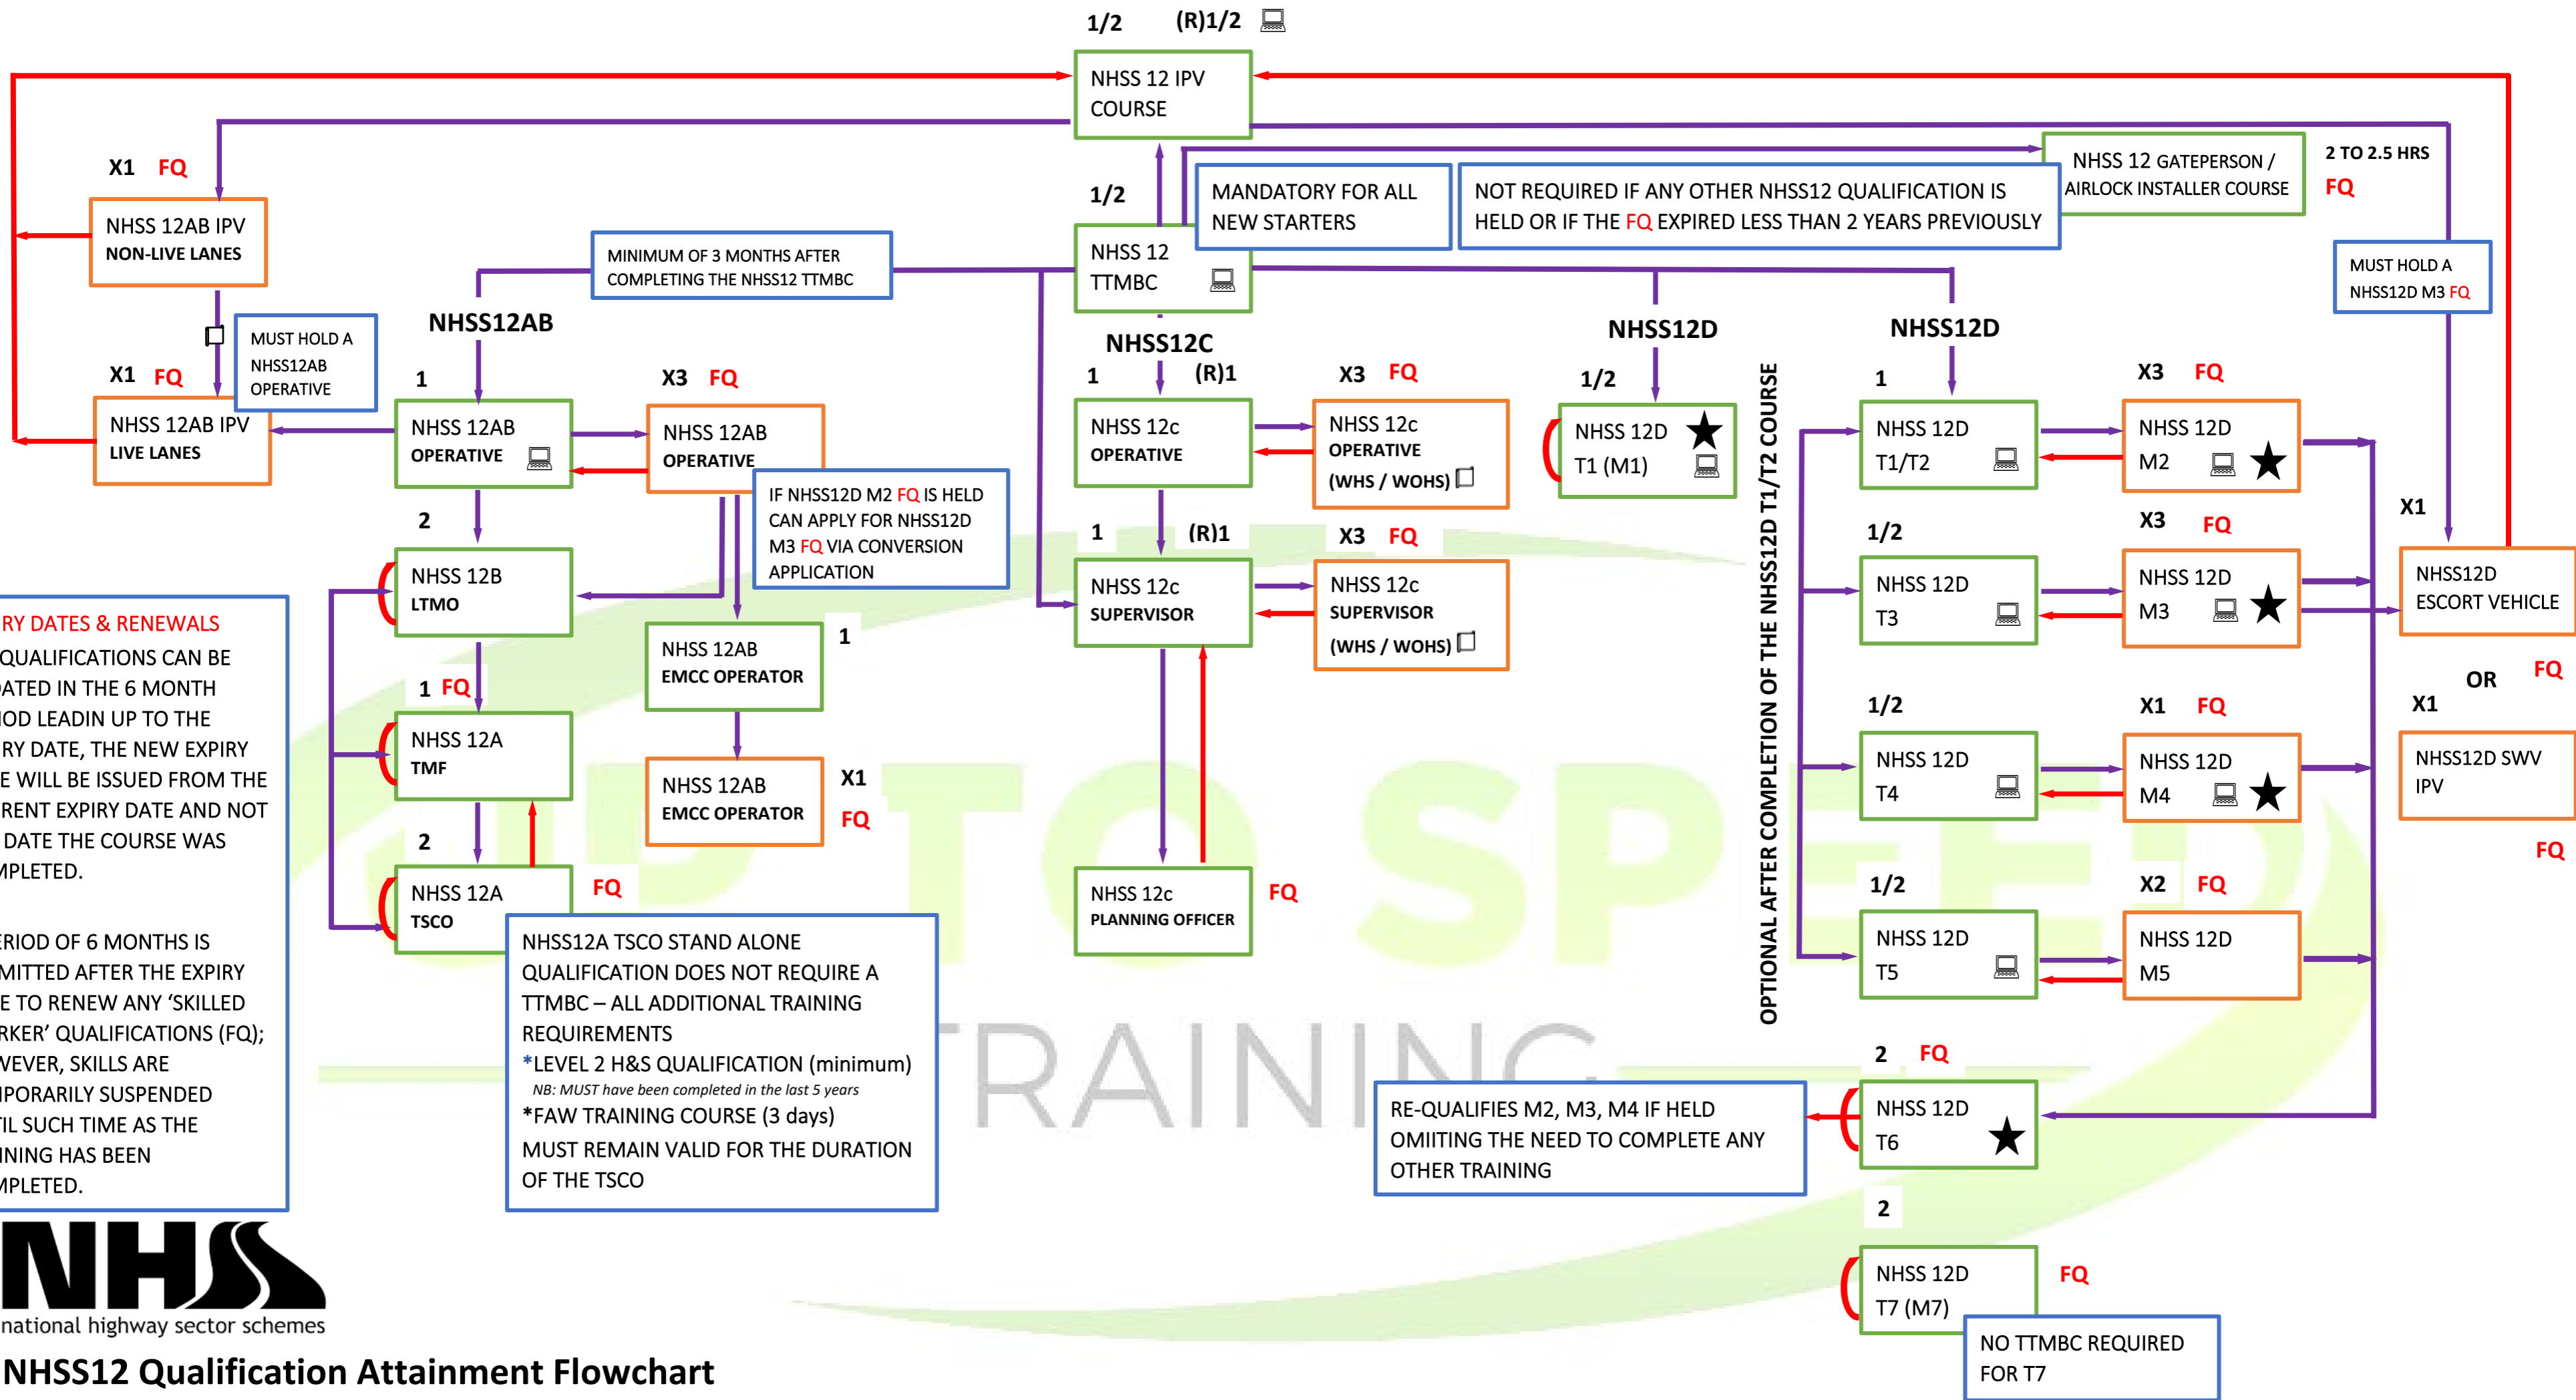 1/2 (R)1/2
NHSS 12 IPV
COURSE
X1 FQ
NHSS 12AB IPV
NON-LIVE LANES
MUST HOLD A
NHSS12AB
OPERATIVE
X1 FQ
NHSS 12AB IPV
LIVE LANES
MINIMUM OF 3 MONTHS AFTER
COMPLETING THE NHSS12 TTMBC
1/2
NHSS 12
TTMBC
MANDATORY FOR ALL
NEW STARTERS
NOT REQUIRED IF ANY OTHER NHSS12 QUALIFICATION IS
HELD OR IF THE FQ EXPIRED LESS THAN 2 YEARS PREVIOUSLY
NHSS 12 GATEPERSON /
AIRLOCK INSTALLER COURSE
2 TO 2.5 HRS
FQ
MUST HOLD A
NHSS12D M3 FQ
NHSS12AB
1
NHSS 12AB
OPERATIVE
X3 FQ
NHSS 12AB
OPERATIVE
IF NHSS12D M2 FQ IS HELD
CAN APPLY FOR NHSS12D
M3 FQ VIA CONVERSION
APPLICATION
2
NHSS 12B
LTMO
1 FQ
NHSS 12A
TMF
2
NHSS 12A
TSCO
FQ
1
NHSS 12AB
EMCC OPERATOR
NHSS 12AB
EMCC OPERATOR
X1
FQ
NHSS12A TSCO STAND ALONE
QUALIFICATION DOES NOT REQUIRE A
TTMBC – ALL ADDITIONAL TRAINING
REQUIREMENTS
*LEVEL 2 H&S QUALIFICATION (minimum)
NB: MUST have been completed in the last 5 years
*FAW TRAINING COURSE (3 days)
MUST REMAIN VALID FOR THE DURATION
OF THE TSCO
NHSS12C
1 (R)1
NHSS 12c
OPERATIVE
X3 FQ
NHSS 12c
OPERATIVE
(WHS / WOHS)
1 (R)1
NHSS 12c
SUPERVISOR
X3 FQ
NHSS 12c
SUPERVISOR
(WHS / WOHS)
NHSS 12c
PLANNING OFFICER
FQ
NHSS12D
1/2
NHSS 12D
T1 (M1)
OPTIONAL AFTER COMPLETION OF THE NHSS12D T1/T2 COURSE
NHSS12D
1
NHSS 12D
T1/T2
X3 FQ
NHSS 12D
M2
1/2
NHSS 12D
T3
X3 FQ
NHSS 12D
M3
1/2
NHSS 12D
T4
X1 FQ
NHSS 12D
M4
1/2
NHSS 12D
T5
X2 FQ
NHSS 12D
M5
2 FQ
NHSS 12D
T6
RE-QUALIFIES M2, M3, M4 IF HELD
OMIITING THE NEED TO COMPLETE ANY
OTHER TRAINING
2
NHSS 12D
T7 (M7)
FQ
NO TTMBC REQUIRED
FOR T7
X1
NHSS12D
ESCORT VEHICLE
FQ
OR
X1
NHSS12D SWV
IPV
FQ
RY DATES & RENEWALS
QUALIFICATIONS CAN BE
ATED IN THE 6 MONTH
IOD LEADIN UP TO THE
RY DATE, THE NEW EXPIRY
E WILL BE ISSUED FROM THE
RENT EXPIRY DATE AND NOT
DATE THE COURSE WAS
MPLETED.
ERIOD OF 6 MONTHS IS
MITTED AFTER THE EXPIRY
E TO RENEW ANY ‘SKILLED
RKER’ QUALIFICATIONS (FQ);
WEVER, SKILLS ARE
MPORARILY SUSPENDED
TIL SUCH TIME AS THE
INING HAS BEEN
MPLETED.
UP TO SPEED
TRAINING
NHSS
national highway sector schemes
NHSS12 Qualification Attainment Flowchart